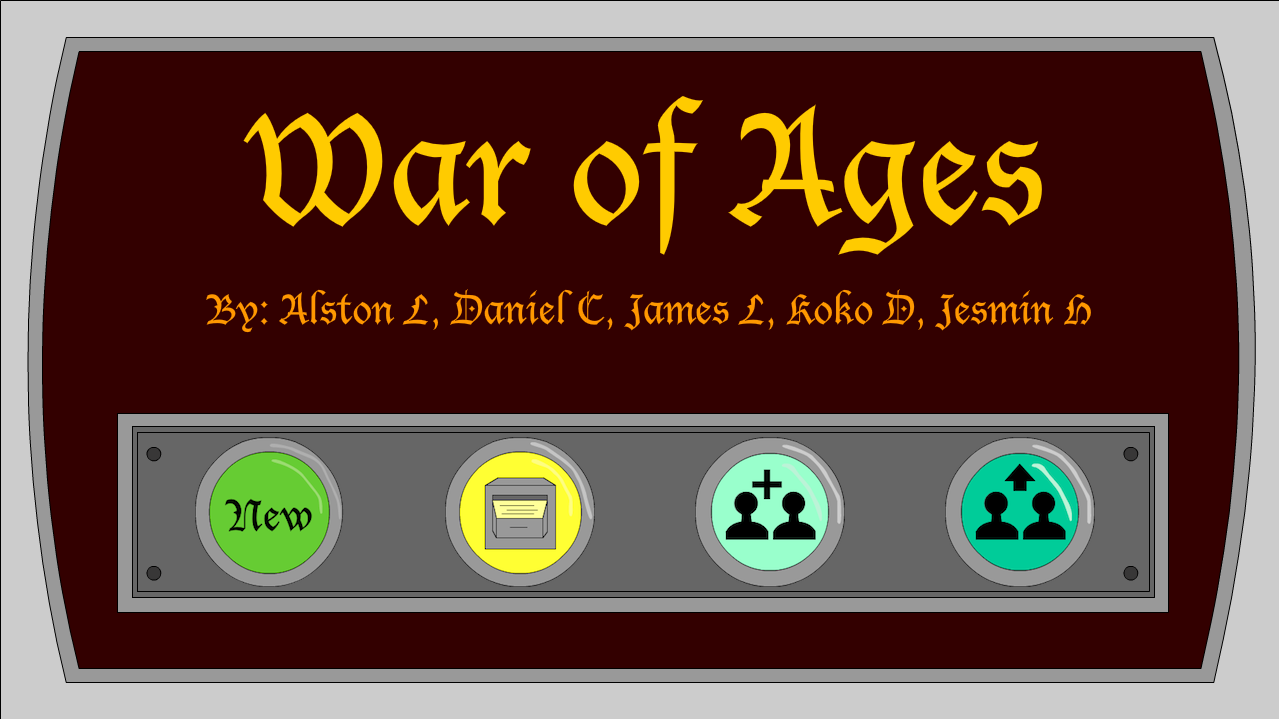 War of Ages
By: Alston L, Daniel C, James L, Koko D, Jesmin H
New